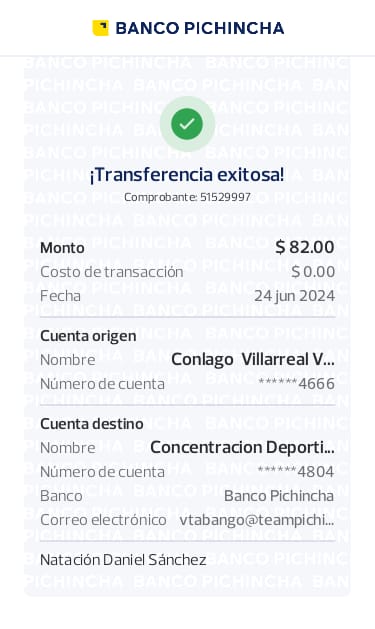 BANCO PICHINCHA
¡Transferencia exitosa!
Comprobante: 51529997
Monto $ 82.00
Costo de transacción $ 0.00
Fecha 24 jun 2024
Cuenta origen
Nombre Conlago Villarreal V...
Número de cuenta ******4666
Cuenta destino
Nombre Concentracion Deporti...
Número de cuenta ******4804
Banco Banco Pichincha
Correo electrónico vtabango@teampichi...
Natación Daniel Sánchez